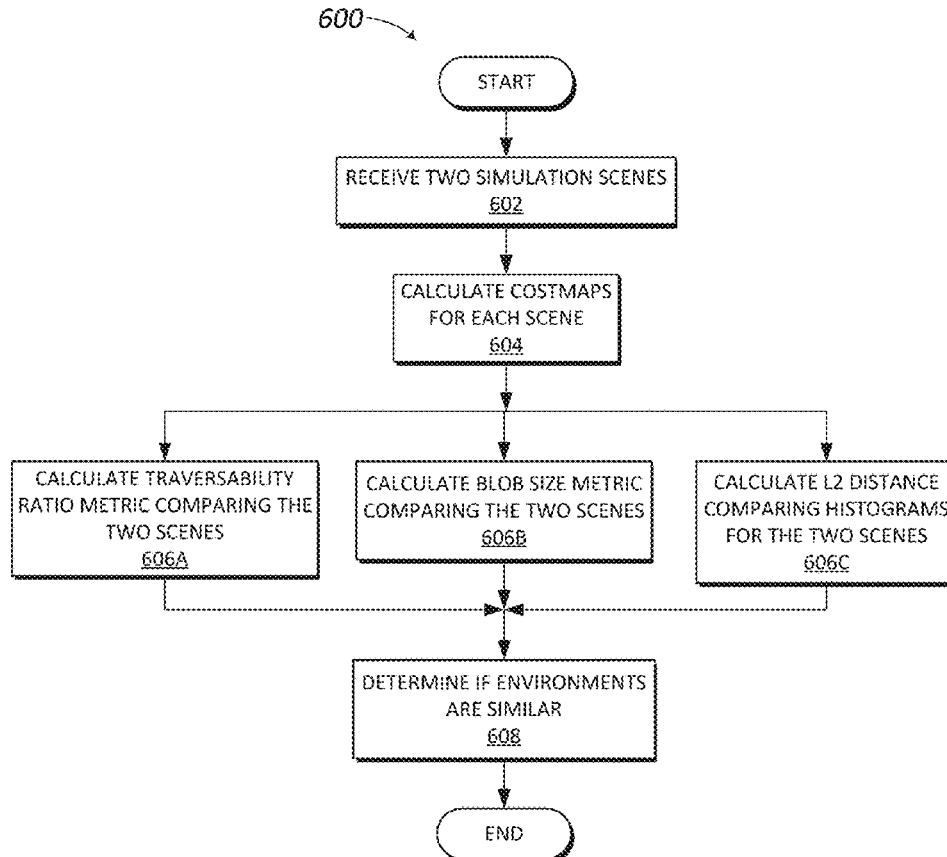 600
START
RECEIVE TWO SIMULATION SCENES
602
CALCULATE COSTMAPS
FOR EACH SCENE
604
CALCULATE TRAVERSABILITY
RATIO METRIC COMPARING THE
TWO SCENES
606A
CALCULATE BLOB SIZE METRIC
COMPARING THE TWO SCENES
606B
CALCULATE L2 DISTANCE
COMPARING HISTOGRAMS
FOR THE TWO SCENES
606C
DETERMINE IF ENVIRONMENTS
ARE SIMILAR
608
END